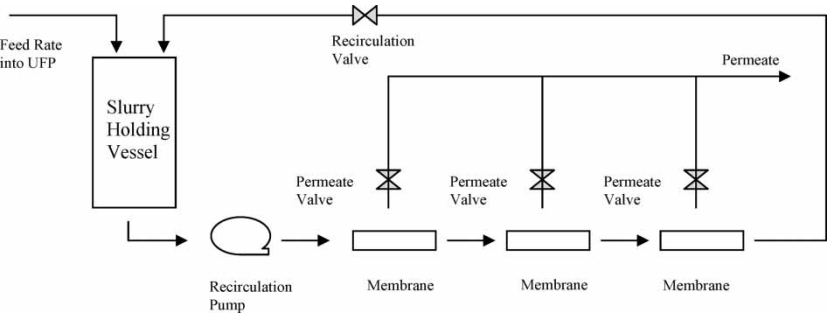 Feed Rate
into UFP
Recirculation
Valve
Permeate
Slurry
Holding
Vessel
Permeate
Valve
Permeate
Valve
Permeate
Valve
Recirculation
Pump
Membrane
Membrane
Membrane